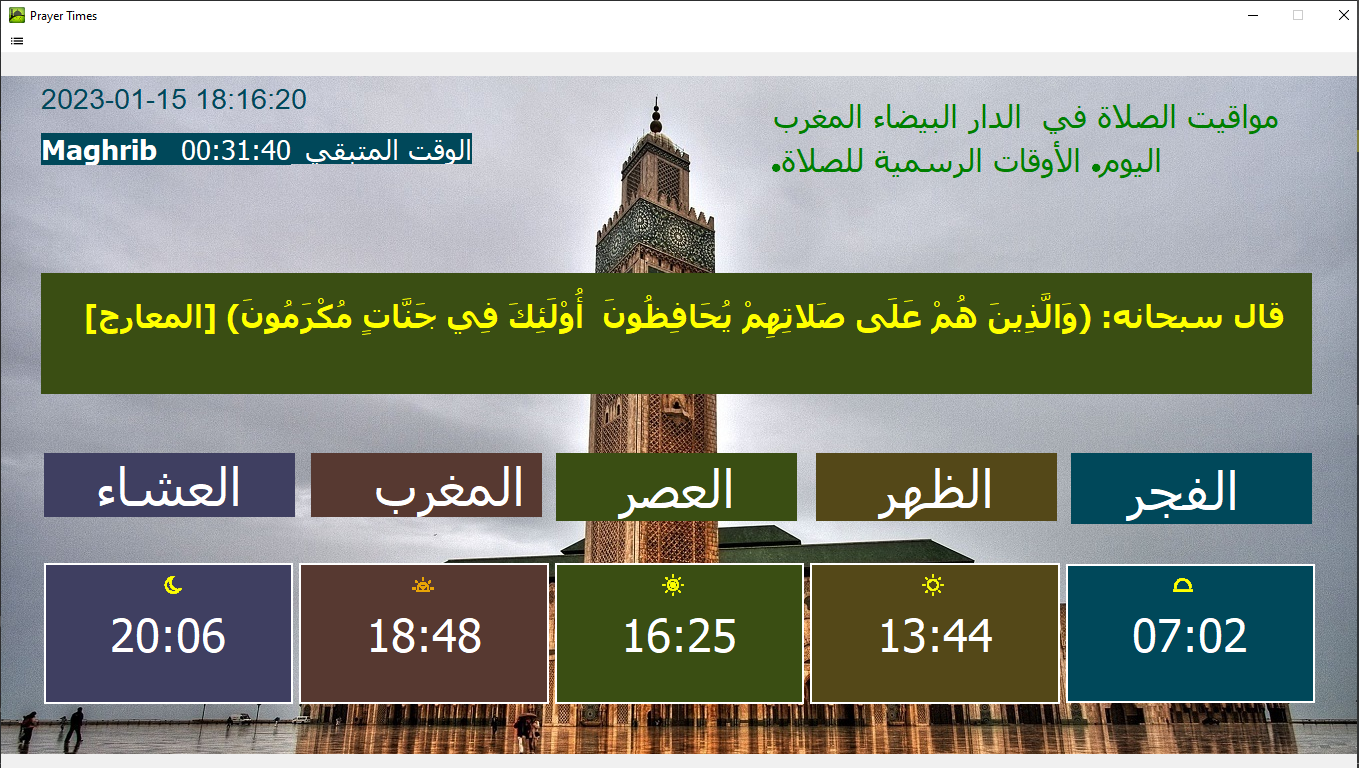 Prayer Times
2023-01-15 18:16:20
Maghrib 00:31:40 الوقت المتبقي
مواقيت الصلاة في الدار البيضاء المغرب
اليوم. الأوقات الرسمية للصلاة.
قال سبحانه: (وَالَّذِينَ هُمْ عَلَى صَلاتِهِمْ يُحَافِظُونَ أُوْلَئِكَ فِي جَنَّاتٍ مُكْرَمُونَ) [المعارج]
الفجر
الظهر
العصر
المغرب
العشاء
07:02
13:44
16:25
18:48
20:06